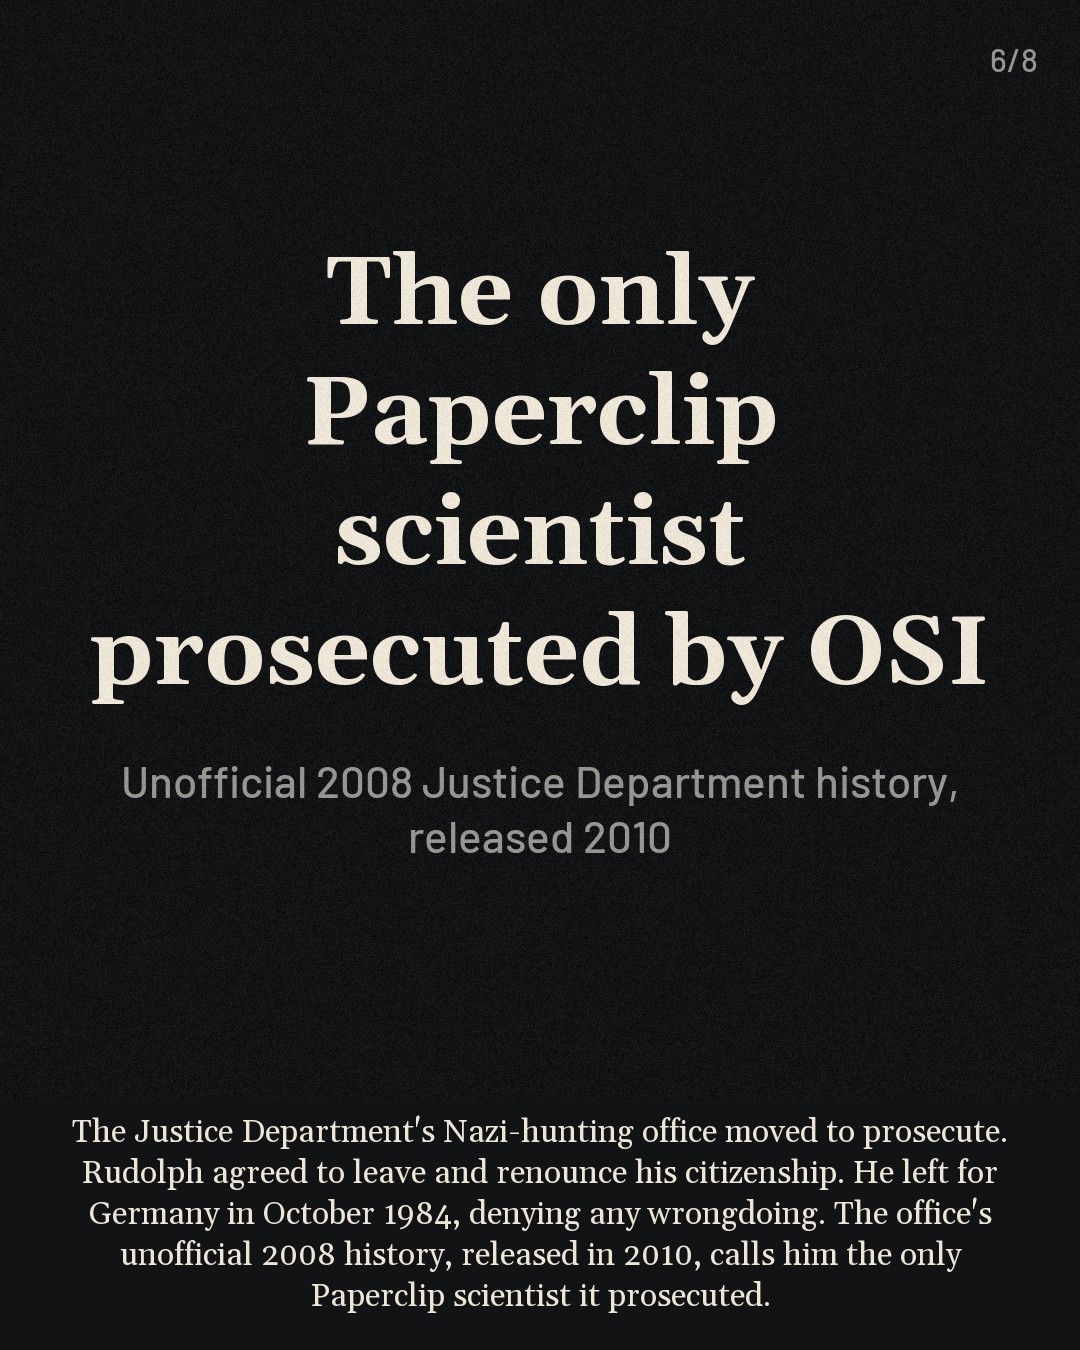 6/8
The only
Paperclip
scientist
prosecuted by OSI
Unofficial 2008 Justice Department history,
released 2010
The Justice Department's Nazi-hunting office moved to prosecute.
Rudolph agreed to leave and renounce his citizenship. He left for
Germany in October 1984, denying any wrongdoing. The office's
unofficial 2008 history, released in 2010, calls him the only
Paperclip scientist it prosecuted.